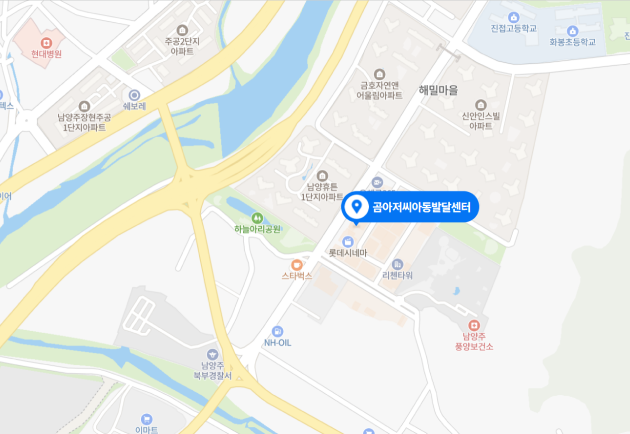 진접고등학교
화봉초등학교
주공2단지
아파트
현대병원
해밀마을
금호자연앤
어울림아파트
쉐보레
남양주장현주공
1단지아파트
신안인스빌
아파트
남양휴튼
1단지아파트
곰아저씨아동발달센터
하늘아리공원
롯데시네마
스타벅스
리첸타워
NH-OIL
남양주
풍양보건소
남양주
북부경찰서
이마트